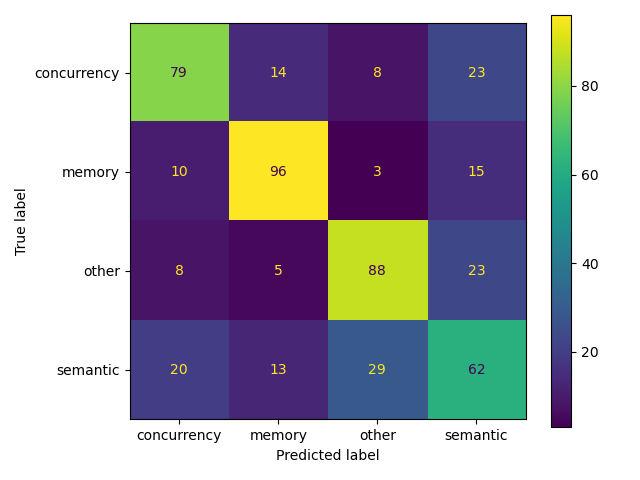 concurrency 79 14 8 23
memory 10 96 3 15
other 8 5 88 23
semantic 20 13 29 62
concurrency memory other semantic
Predicted label
True label
80
60
40
20